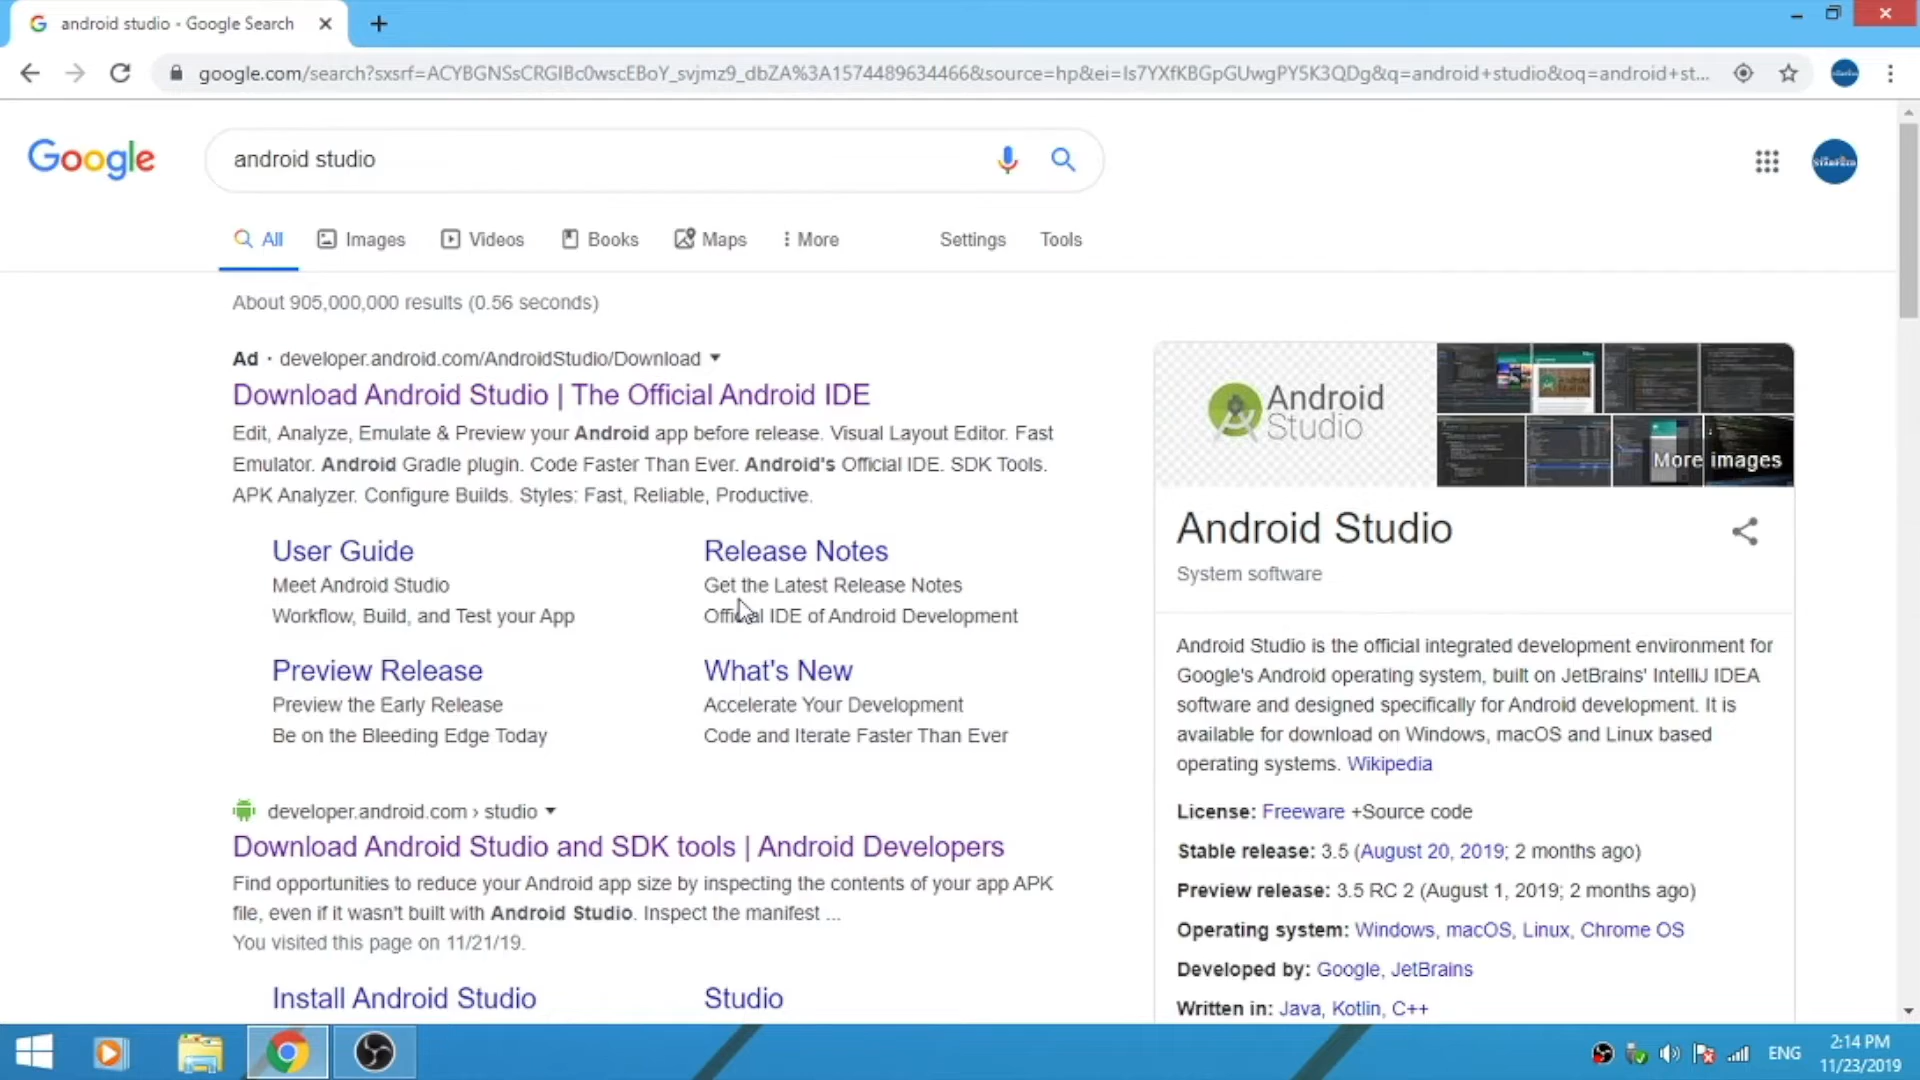 android studio - Google Search
google.com/search?sxsrf=ACYBGNSsCRGIBc0wscEBoY_svjmz9_dbZA%3A1574489634466&source=hp&ei=Is7YXfKBGpGUwgPY5K3QDg&q=android+studio&oq=android+st...
Google
android studio
All
Images
Videos
Books
Maps
More
Settings
Tools
About 905,000,000 results (0.56 seconds)
Ad · developer.android.com/AndroidStudio/Download
Download Android Studio | The Official Android IDE
Edit, Analyze, Emulate & Preview your Android app before release. Visual Layout Editor. Fast
Emulator. Android Gradle plugin. Code Faster Than Ever. Android's Official IDE. SDK Tools.
APK Analyzer. Configure Builds. Styles: Fast, Reliable, Productive.
User Guide
Meet Android Studio
Workflow, Build, and Test your App
Release Notes
Get the Latest Release Notes
Official IDE of Android Development
Preview Release
Preview the Early Release
Be on the Bleeding Edge Today
What's New
Accelerate Your Development
Code and Iterate Faster Than Ever
developer.android.com › studio
Download Android Studio and SDK tools | Android Developers
Find opportunities to reduce your Android app size by inspecting the contents of your app APK
file, even if it wasn't built with Android Studio. Inspect the manifest ...
You visited this page on 11/21/19.
Install Android Studio
Studio
Android
Studio
More images
Android Studio
System software
Android Studio is the official integrated development environment for
Google's Android operating system, built on JetBrains' IntelliJ IDEA
software and designed specifically for Android development. It is
available for download on Windows, macOS and Linux based
operating systems. Wikipedia
License: Freeware +Source code
Stable release: 3.5 (August 20, 2019; 2 months ago)
Preview release: 3.5 RC 2 (August 1, 2019; 2 months ago)
Operating system: Windows, macOS, Linux, Chrome OS
Developed by: Google, JetBrains
Written in: Java, Kotlin, C++
ENG
2:14 PM
11/23/2019